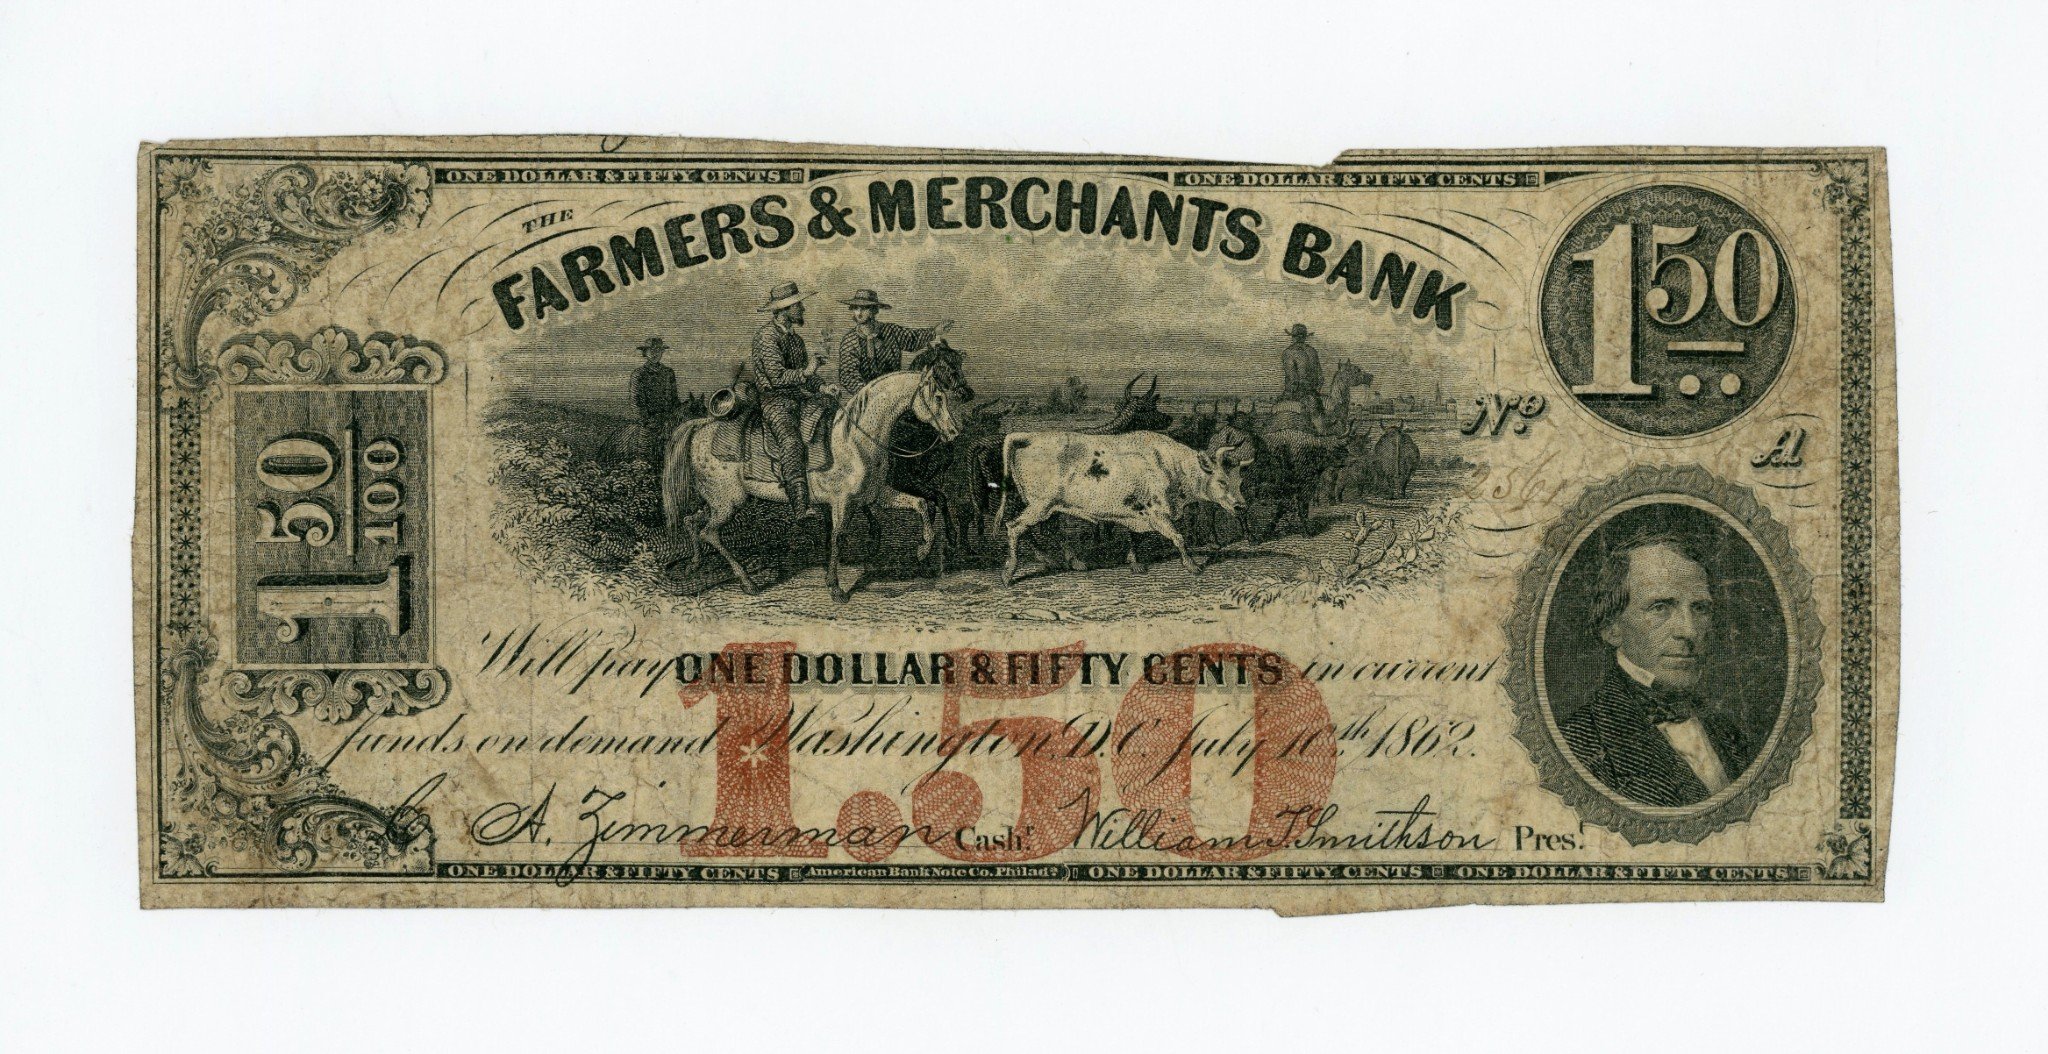 ONE DOLLAR & FIFTY CENTS
ONE DOLLAR & FIFTY CENTS
THE
FARMERS & MERCHANTS BANK
1 50
1 50/100
No.
A
2561
Will pay ONE DOLLAR & FIFTY CENTS in current
funds on demand Washington, D.C. July 10th 1862.
1.50
A. Zimmerman Cashr. William T. Smithson Pres.
ONE DOLLAR & FIFTY CENTS American Bank Note Co. Philada. ONE DOLLAR & FIFTY CENTS ONE DOLLAR & FIFTY CENTS